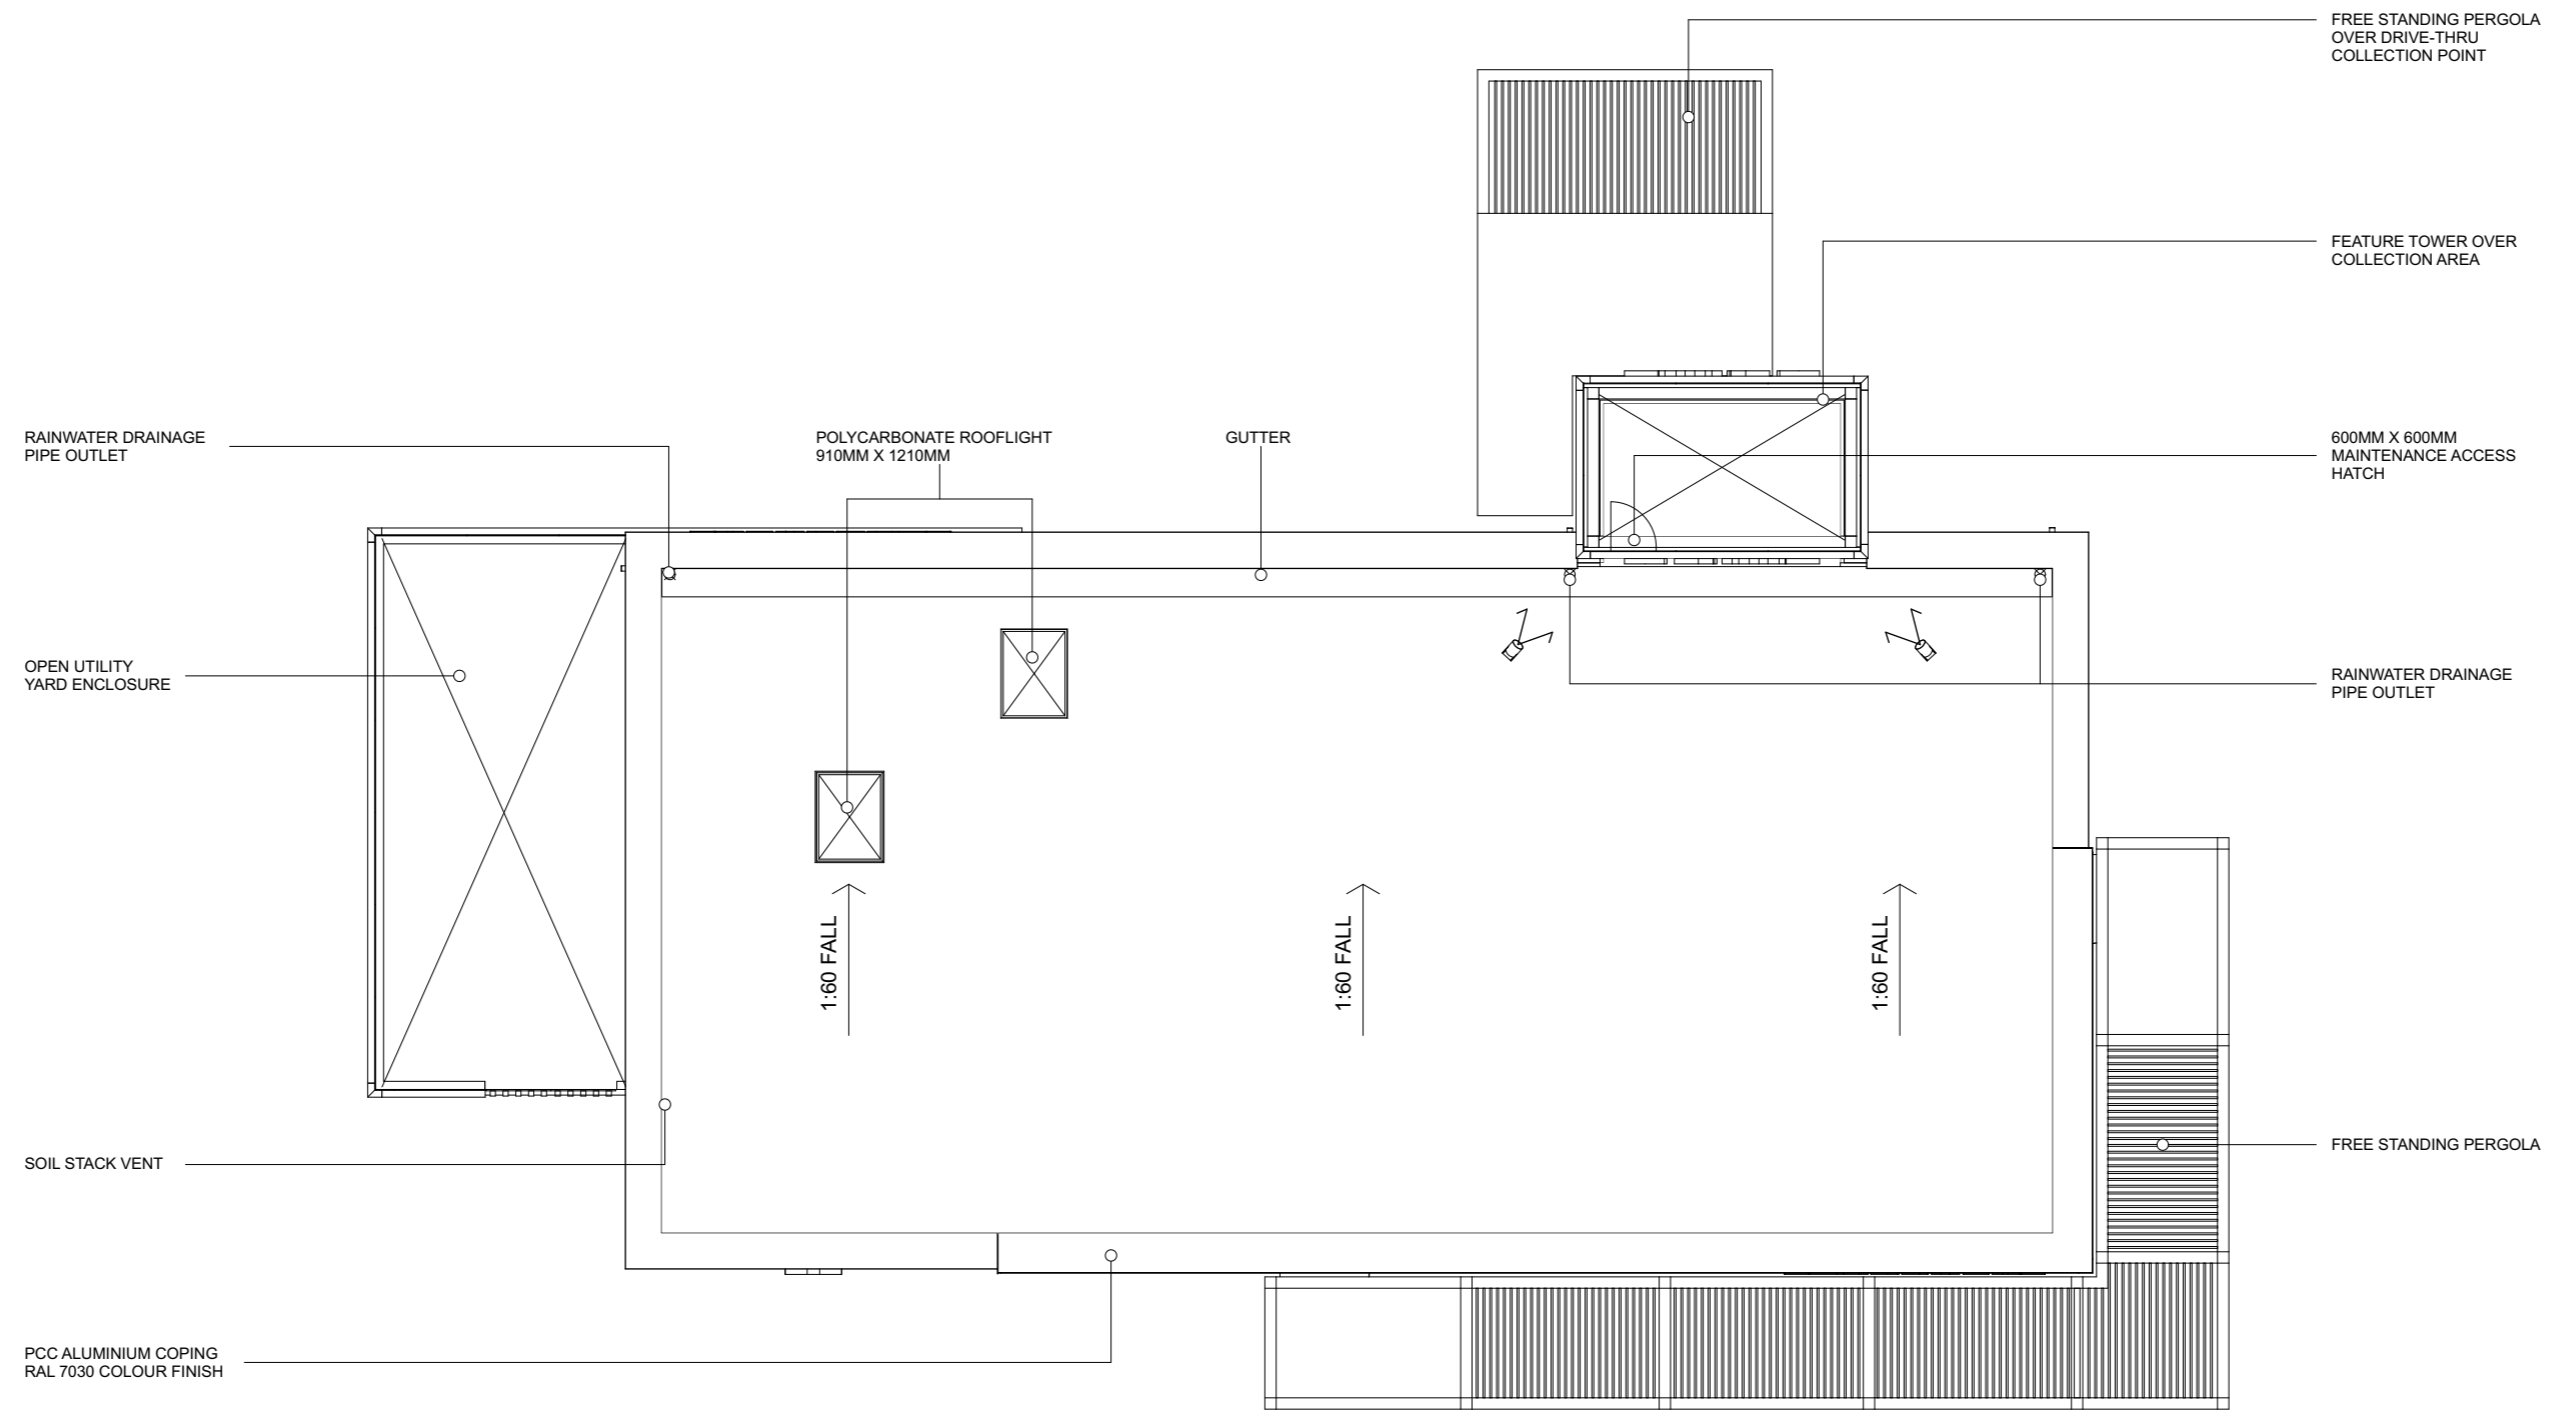 FREE STANDING PERGOLA
OVER DRIVE-THRU
COLLECTION POINT
FEATURE TOWER OVER
COLLECTION AREA
RAINWATER DRAINAGE
PIPE OUTLET
POLYCARBONATE ROOFLIGHT
910MM X 1210MM
GUTTER
600MM X 600MM
MAINTENANCE ACCESS
HATCH
OPEN UTILITY
YARD ENCLOSURE
RAINWATER DRAINAGE
PIPE OUTLET
1:60 FALL
1:60 FALL
1:60 FALL
SOIL STACK VENT
FREE STANDING PERGOLA
PCC ALUMINIUM COPING
RAL 7030 COLOUR FINISH